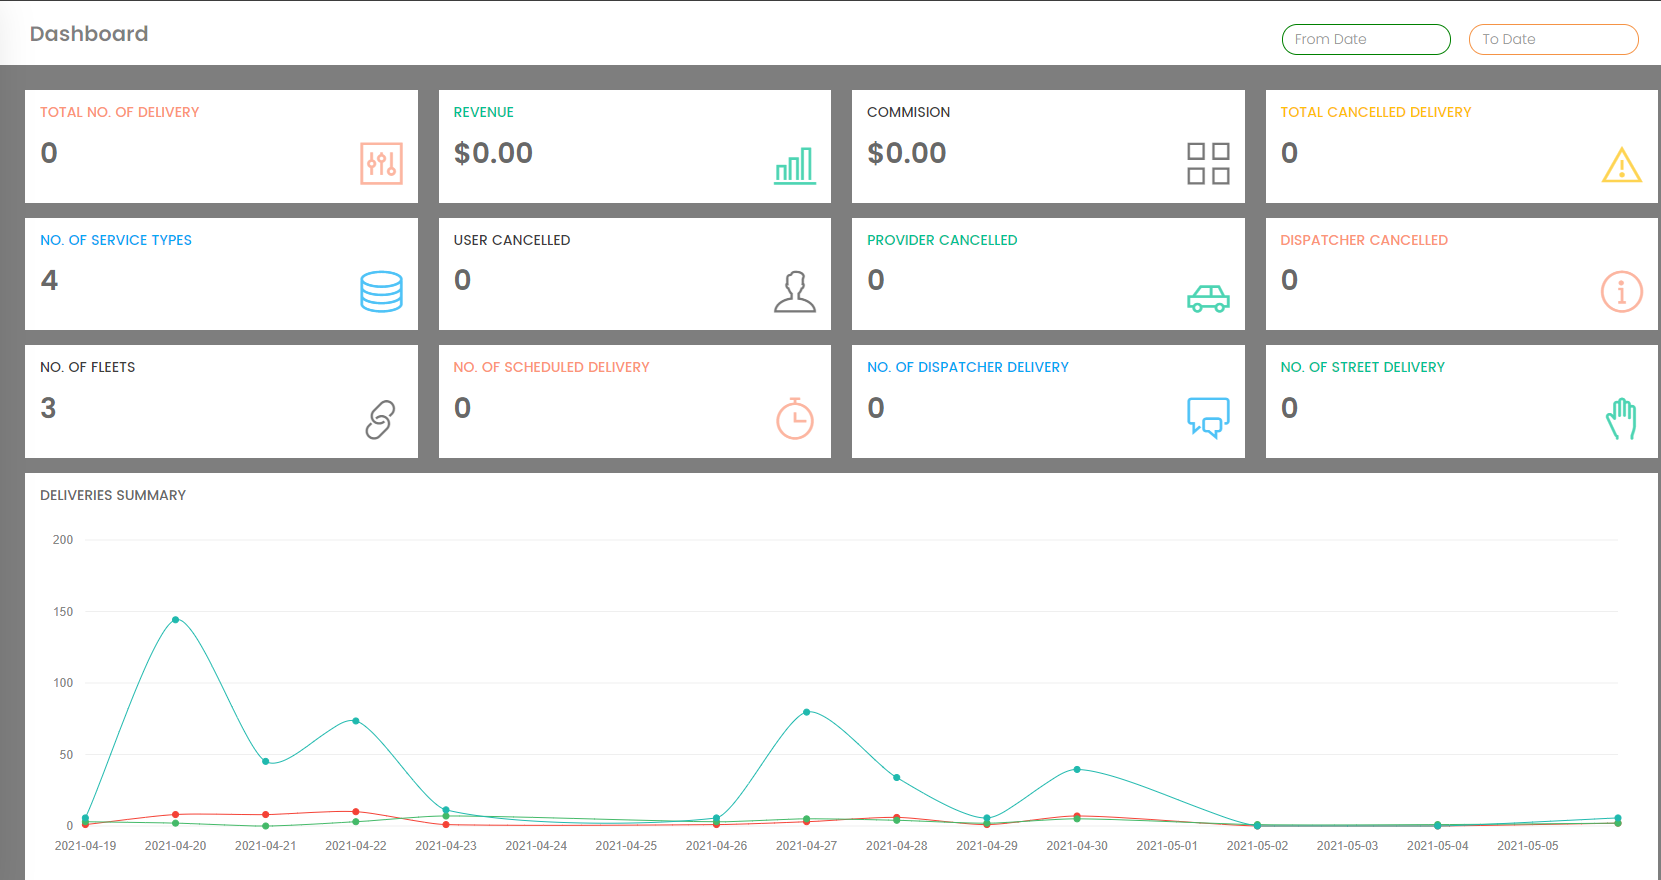 Dashboard
From Date
To Date
TOTAL NO. OF DELIVERY
0
REVENUE
$0.00
COMMISION
$0.00
TOTAL CANCELLED DELIVERY
0
NO. OF SERVICE TYPES
4
USER CANCELLED
0
PROVIDER CANCELLED
0
DISPATCHER CANCELLED
0
NO. OF FLEETS
3
NO. OF SCHEDULED DELIVERY
0
NO. OF DISPATCHER DELIVERY
0
NO. OF STREET DELIVERY
0
DELIVERIES SUMMARY
200
150
100
50
0
2021-04-19
2021-04-20
2021-04-21
2021-04-22
2021-04-23
2021-04-24
2021-04-25
2021-04-26
2021-04-27
2021-04-28
2021-04-29
2021-04-30
2021-05-01
2021-05-02
2021-05-03
2021-05-04
2021-05-05